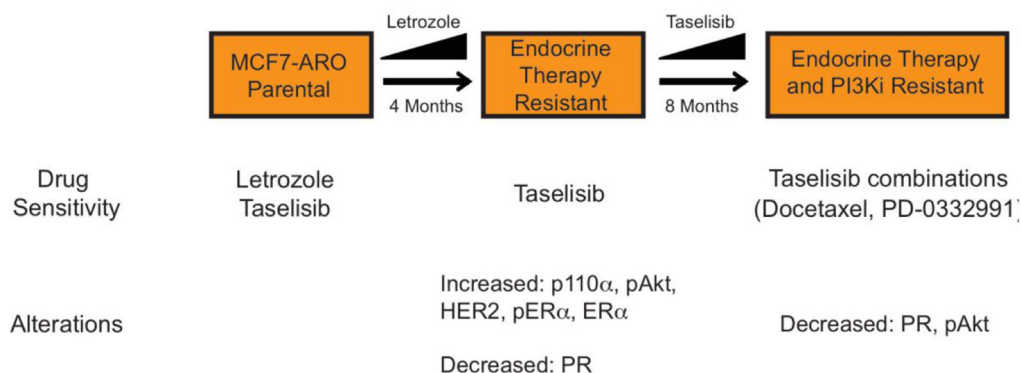 Letrozole
Taselisib
MCF7-ARO
Parental
4 Months
Endocrine
Therapy
Resistant
8 Months
Endocrine Therapy
and PI3Ki Resistant
Drug
Sensitivity
Letrozole
Taselisib
Taselisib
Taselisib combinations
(Docetaxel, PD-0332991)
Alterations
Increased: p110α, pAkt,
HER2, pERα, ERα
Decreased: PR
Decreased: PR, pAkt